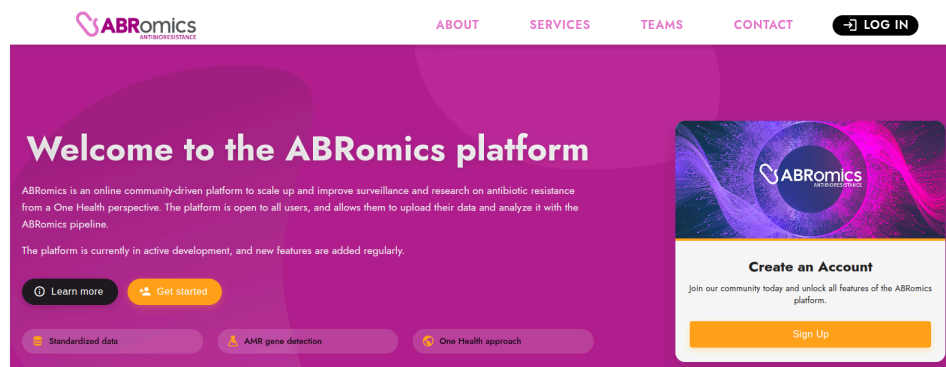 ABRomics
ANTIBIORESISTANCE
ABOUT SERVICES TEAMS CONTACT LOG IN
Welcome to the ABRomics platform
ABRomics is an online community-driven platform to scale up and improve surveillance and research on antibiotic resistance
from a One Health perspective. The platform is open to all users, and allows them to upload their data and analyze it with the
ABRomics pipeline.
The platform is currently in active development, and new features are added regularly.
Learn more Get started
Standardized data AMR gene detection One Health approach
ABRomics
ANTIBIORESISTANCE
Create an Account
Join our community today and unlock all features of the ABRomics
platform.
Sign Up